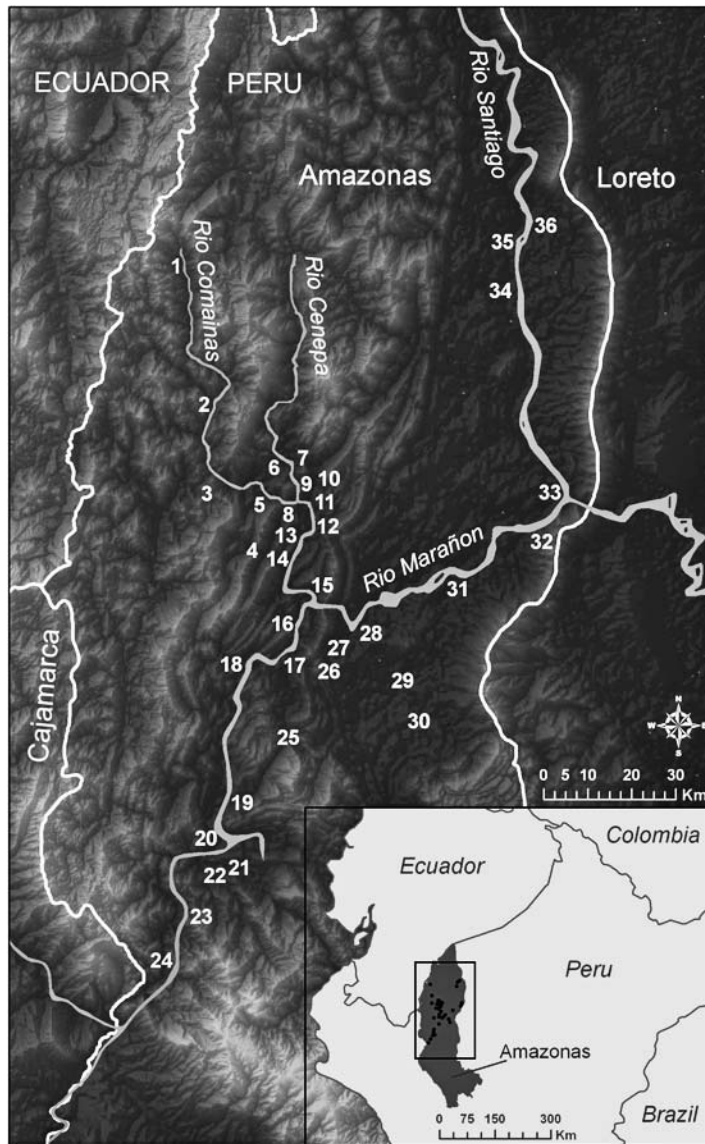 ECUADOR
PERU
Rio Santiago
Amazonas
Loreto
36
35
1
Rio Comainas
Rio Cenepa
34
2
7
6
10
9
3
5
11
33
8
12
13
32
4
14
Rio Marañon
31
15
16
28
27
18
17
26
29
Cajamarca
30
N
W
E
S
25
0 5 10 20 30
Km
19
20
21
22
23
24
Colombia
Ecuador
Peru
Amazonas
0 75 150 300
Km
Brazil